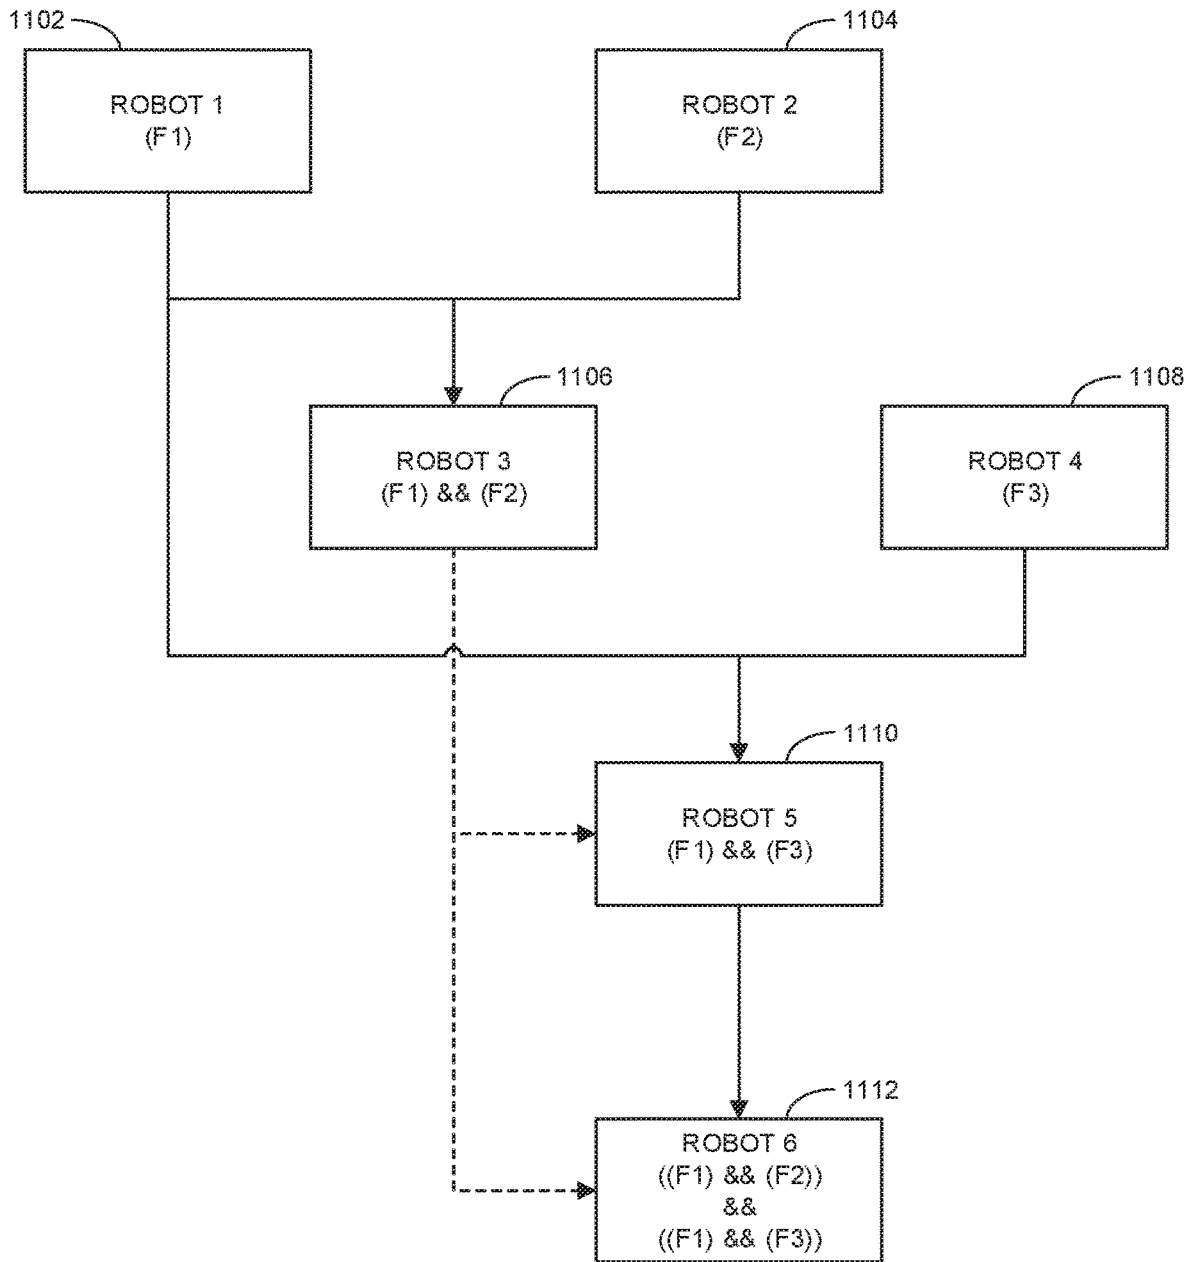 1102
1104
ROBOT 1
(F1)
ROBOT 2
(F2)
1106
1108
ROBOT 3
(F1) && (F2)
ROBOT 4
(F3)
1110
ROBOT 5
(F1) && (F3)
1112
ROBOT 6
((F1) && (F2))
&&
((F1) && (F3))